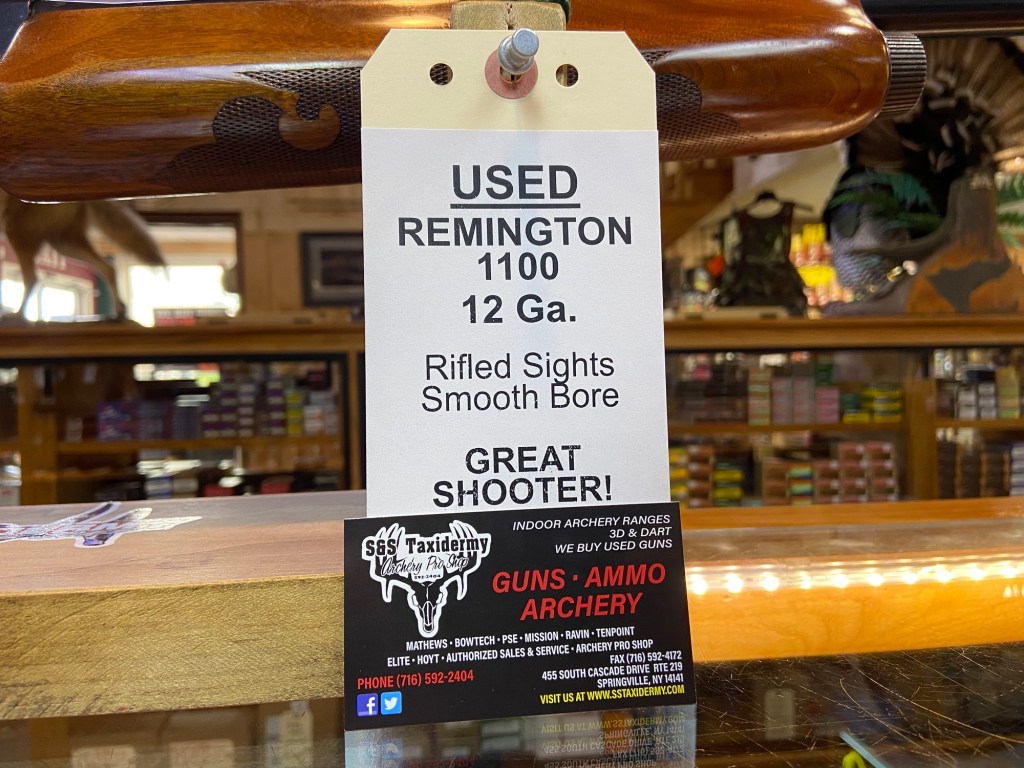 USED
REMINGTON
1100
12 Ga.
Rifled Sights
Smooth Bore
GREAT
SHOOTER!
S&S Taxidermy
Archery Pro Shop
592-2404
INDOOR ARCHERY RANGES
3D & DART
WE BUY USED GUNS
GUNS · AMMO
ARCHERY
MATHEWS · BOWTECH · PSE · MISSION · RAVIN · TENPOINT
ELITE · HOYT · AUTHORIZED SALES & SERVICE · ARCHERY PRO SHOP
PHONE (716) 592-2404
FAX (716) 592-4172
455 SOUTH CASCADE DRIVE RTE 219
SPRINGVILLE, NY 14141
VISIT US AT WWW.SSTAXIDERMY.COM